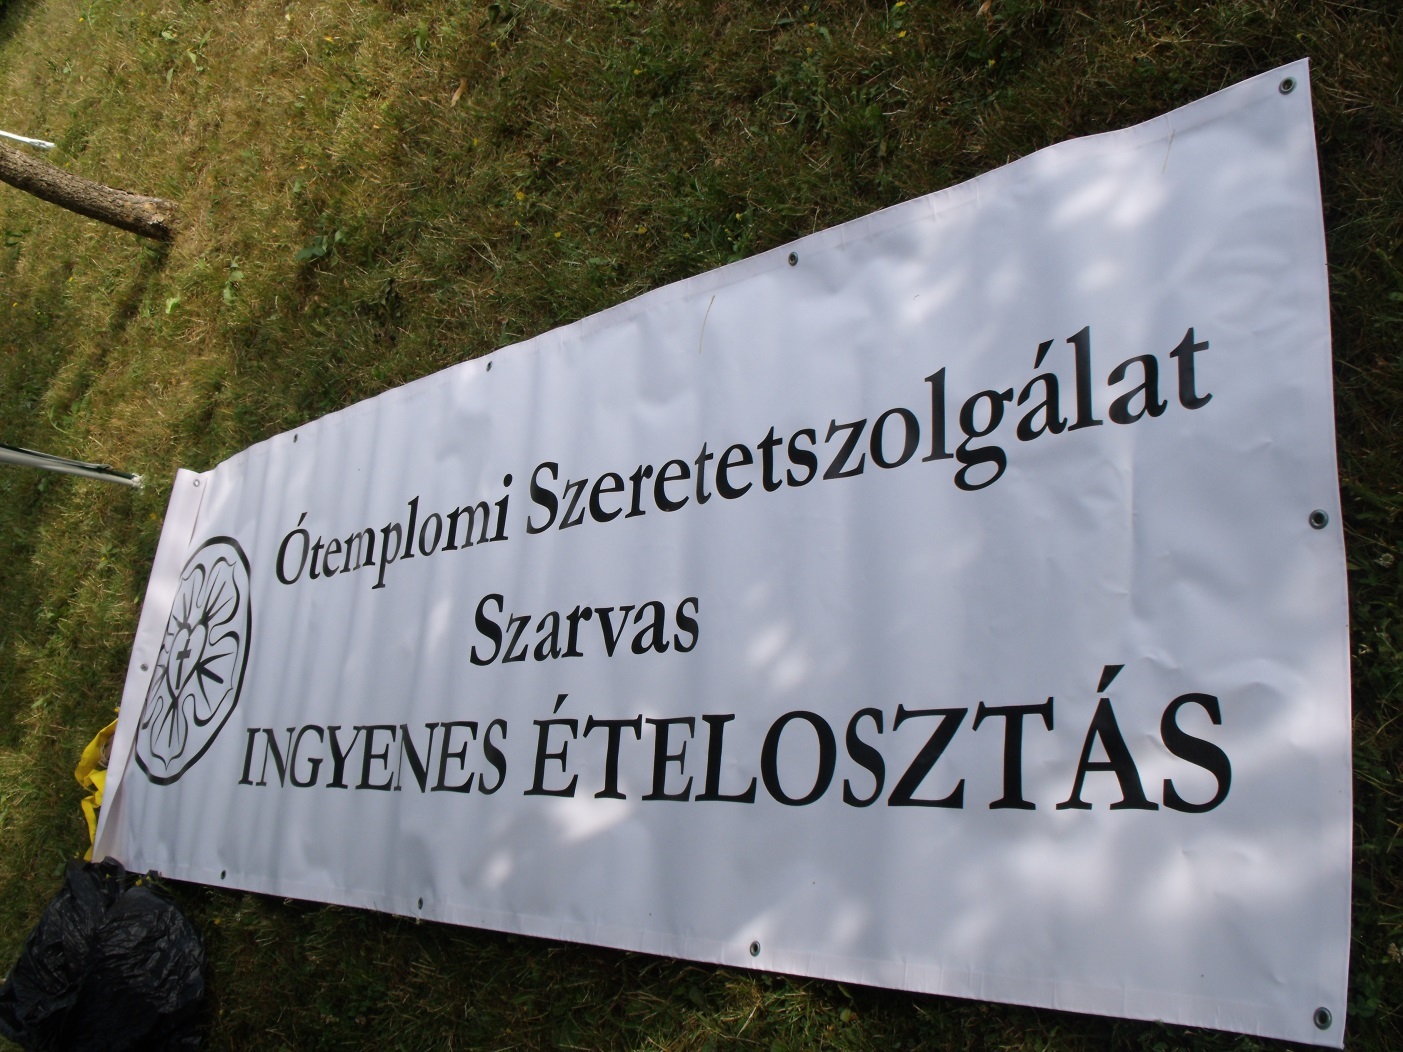 Ótemplomi Szeretetszolgálat
Szarvas
INGYENES ÉTELOSZTÁS